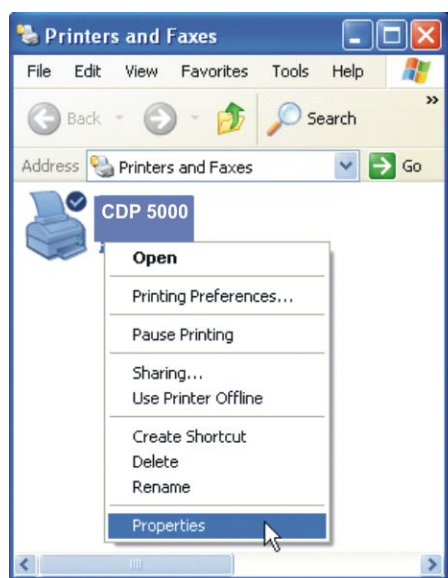 Printers and Faxes
File Edit View Favorites Tools Help
Back Search »
Address Printers and Faxes Go
CDP 5000
Open
Printing Preferences...
Pause Printing
Sharing...
Use Printer Offline
Create Shortcut
Delete
Rename
Properties